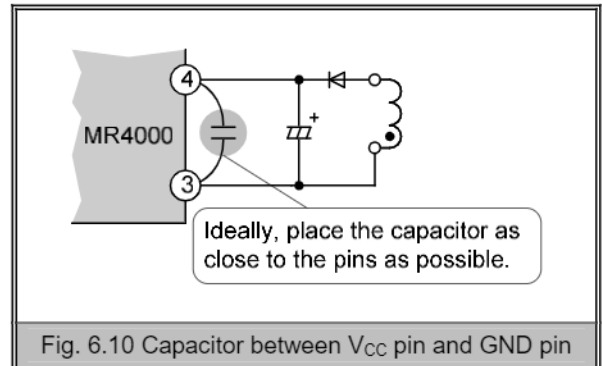 4
MR4000
+
3
Ideally, place the capacitor as
close to the pins as possible.
Fig. 6.10 Capacitor between VCC pin and GND pin